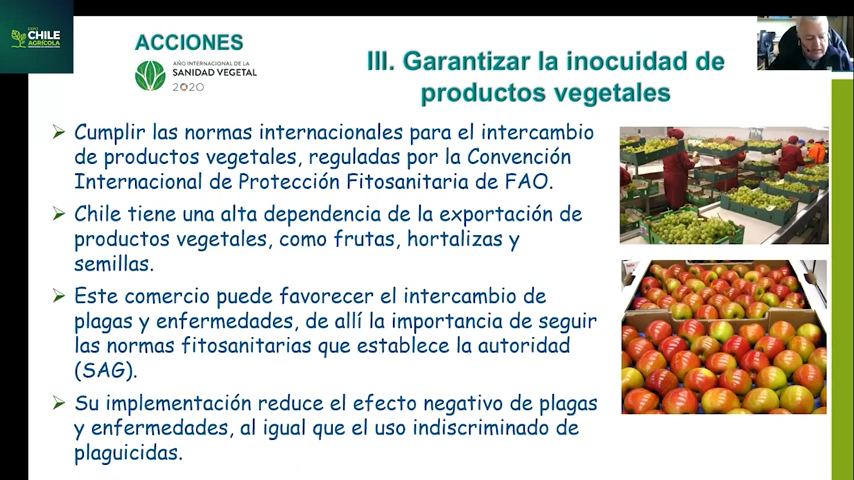 CHILE
AGRÍCOLA
ACCIONES
AÑO INTERNACIONAL DE LA
SANIDAD VEGETAL
2020
III. Garantizar la inocuidad de
productos vegetales
Cumplir las normas internacionales para el intercambio
de productos vegetales, reguladas por la Convención
Internacional de Protección Fitosanitaria de FAO.
Chile tiene una alta dependencia de la exportación de
productos vegetales, como frutas, hortalizas y
semillas.
Este comercio puede favorecer el intercambio de
plagas y enfermedades, de allí la importancia de seguir
las normas fitosanitarias que establece la autoridad
(SAG).
Su implementación reduce el efecto negativo de plagas
y enfermedades, al igual que el uso indiscriminado de
plaguicidas.